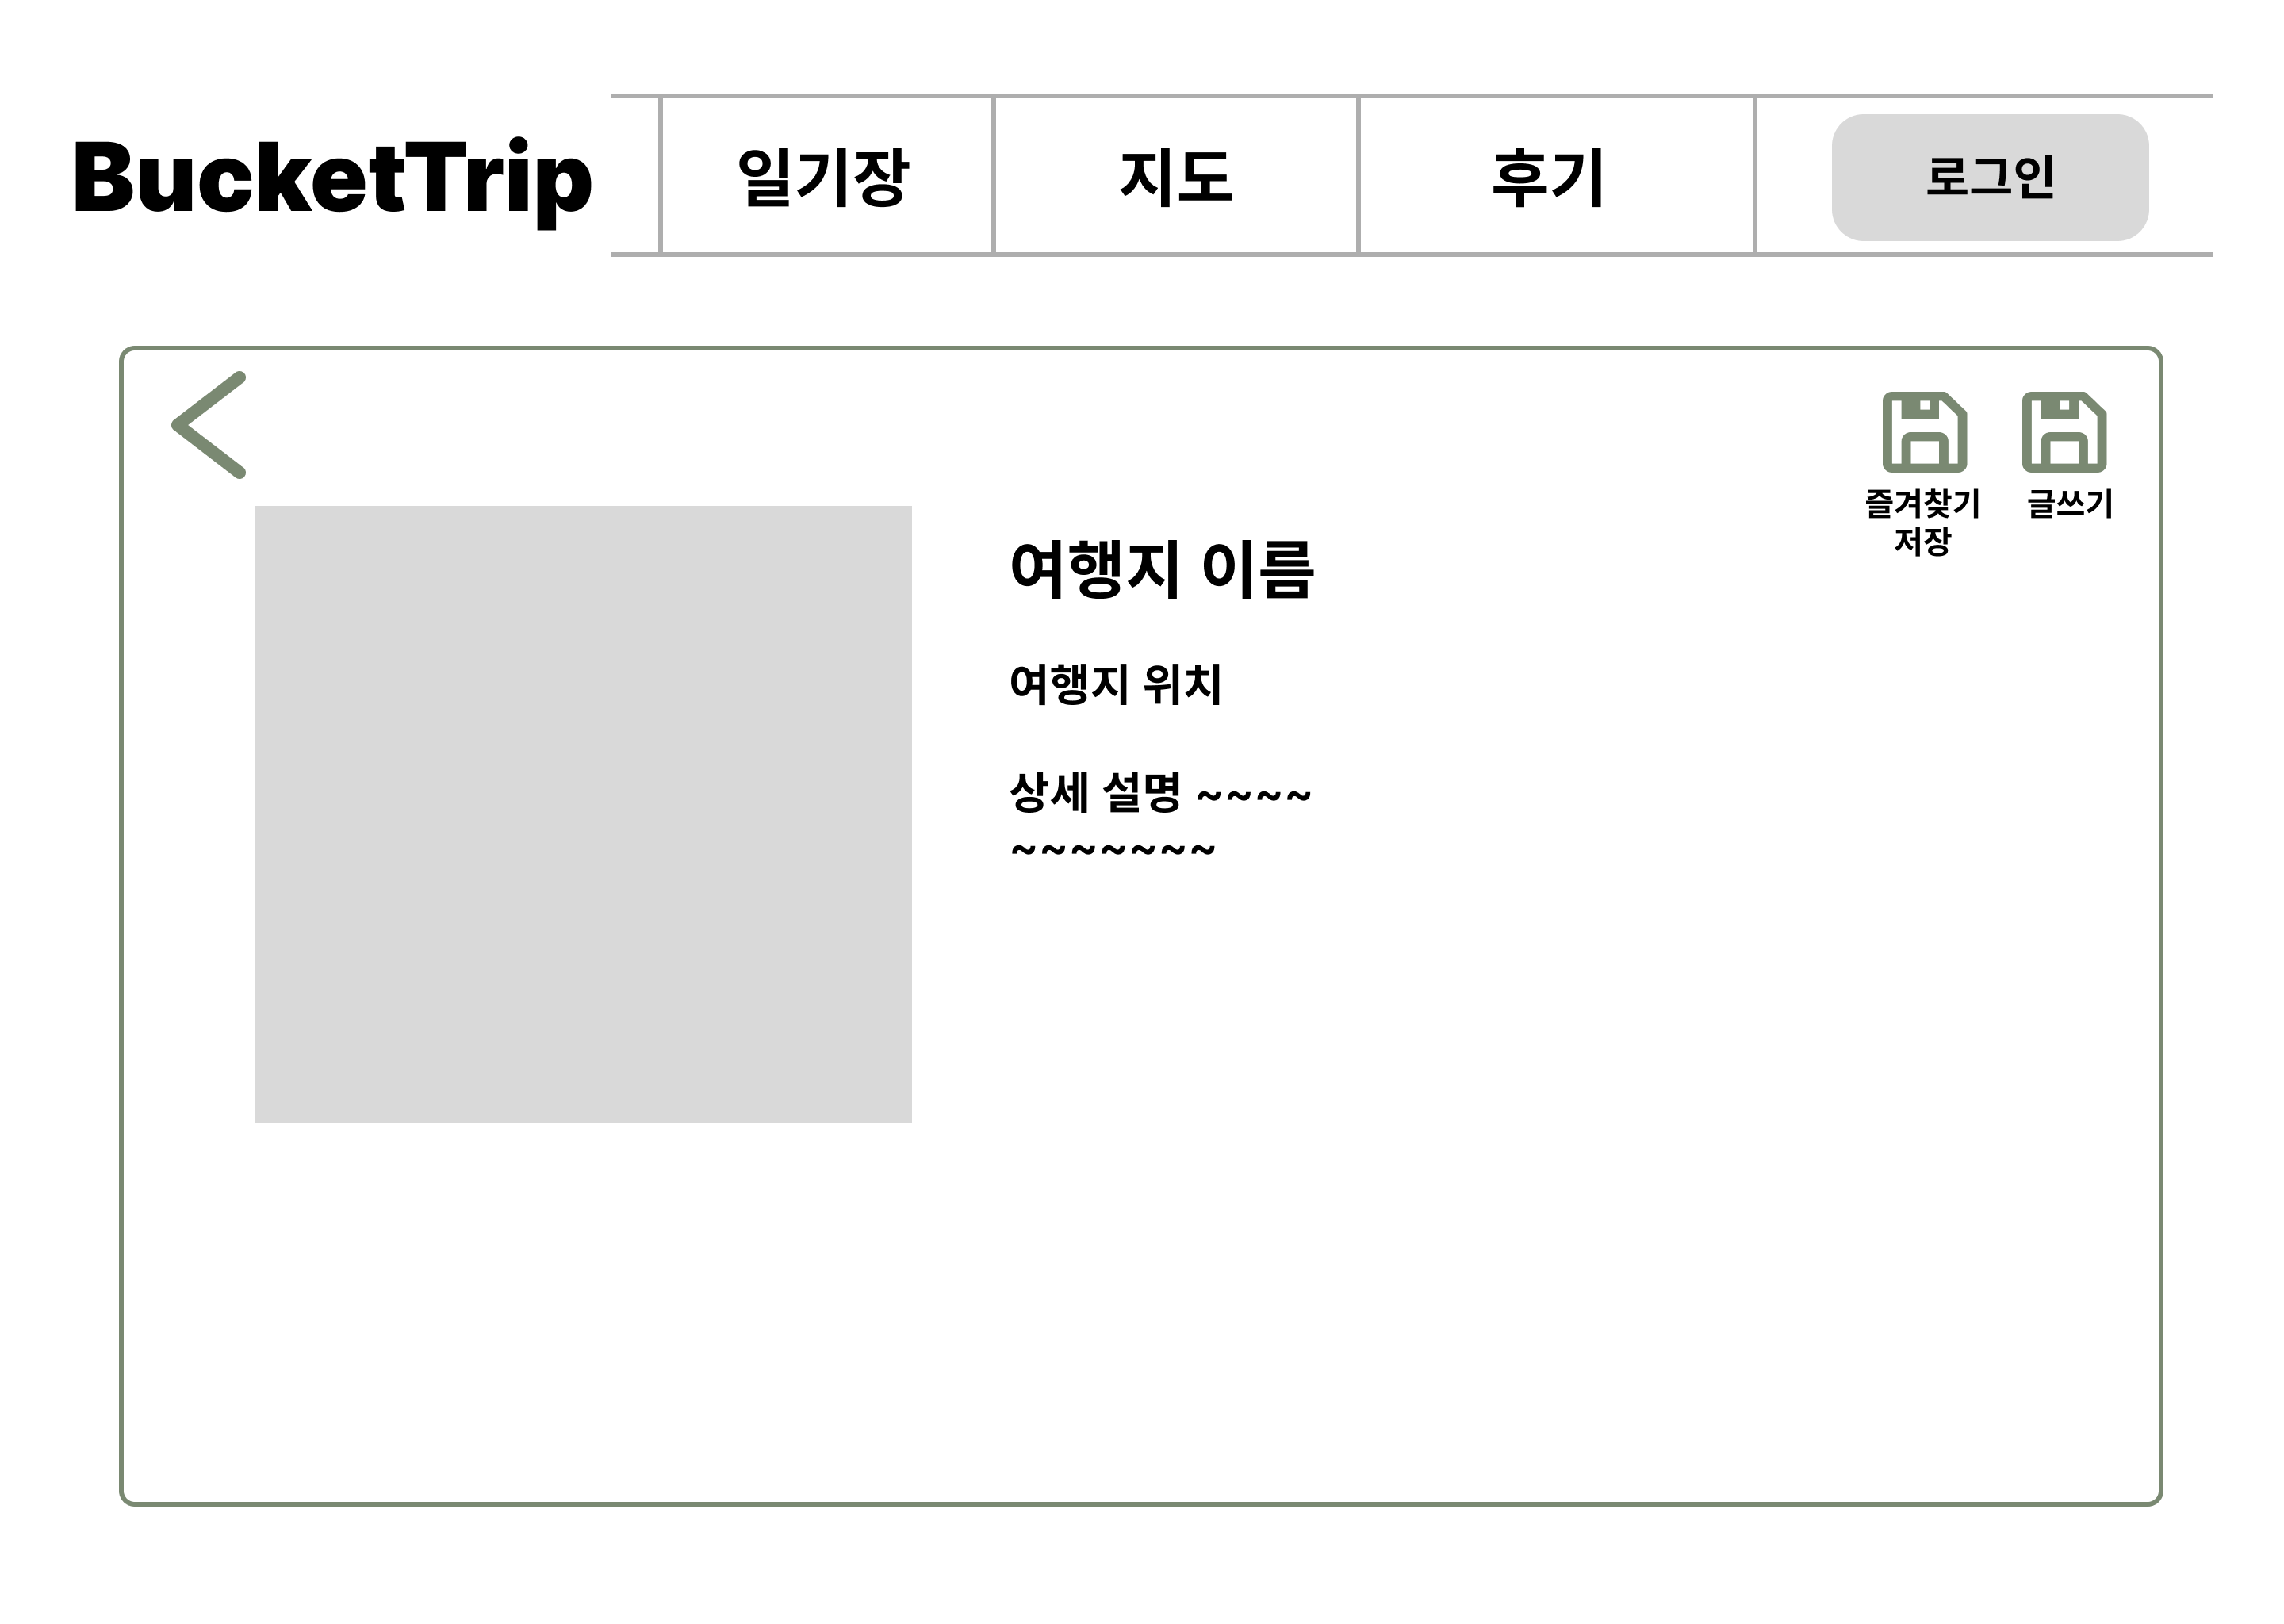 BucketTrip
일기장
지도
후기
로그인
즐겨찾기
저장
글쓰기
여행지 이름
여행지 위치
상세 설명 ~~~~
~~~~~~~